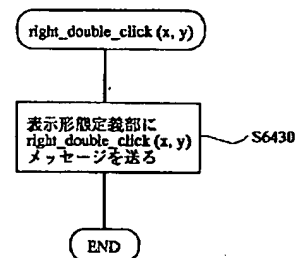 right_double_click (x, y)
表示形態定義部に
right_double_click (x, y)
メッセージを送る
S6430
END